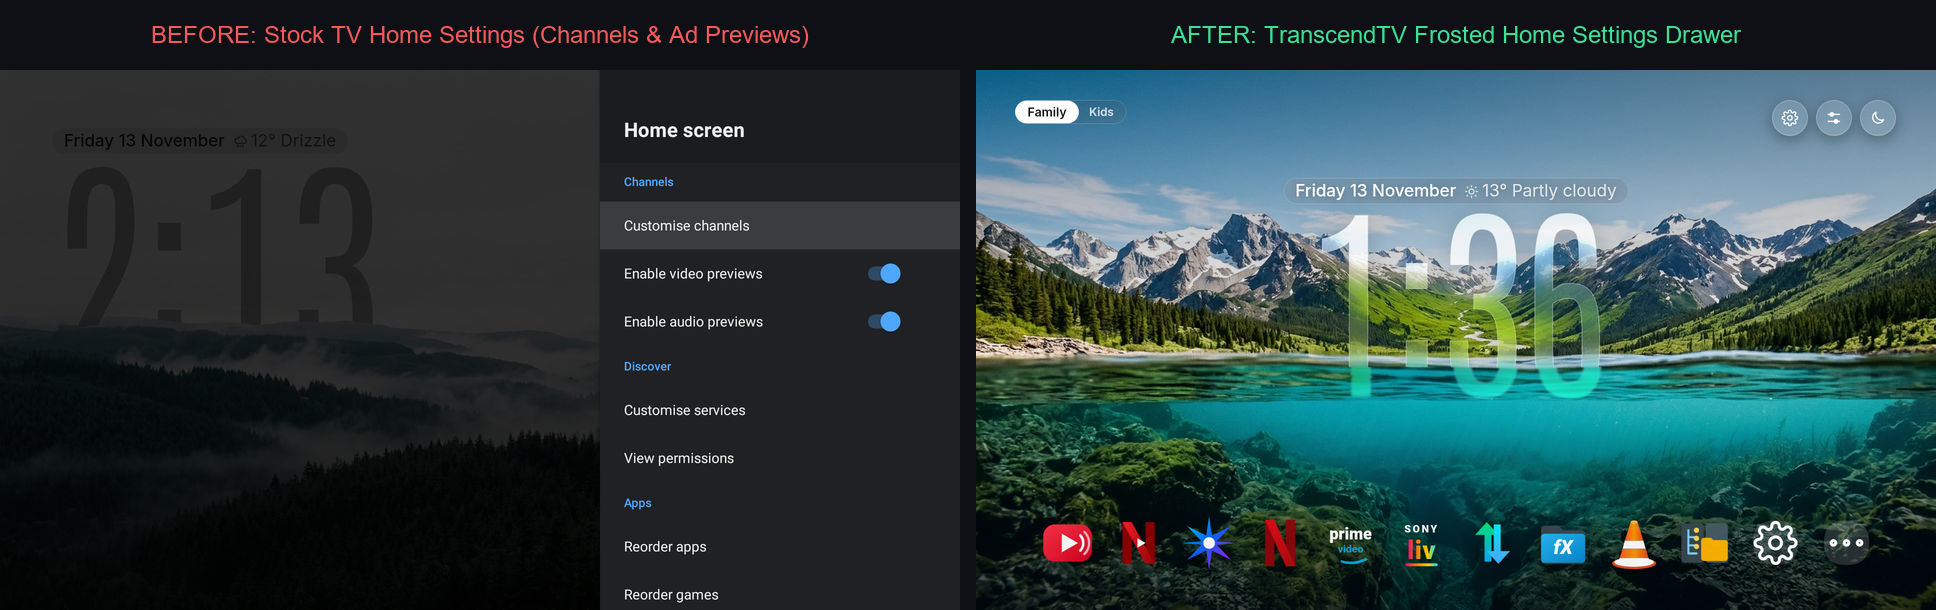 BEFORE: Stock TV Home Settings (Channels & Ad Previews)
Friday 13 November 12° Drizzle
2:13
Home screen
Channels
Customise channels
Enable video previews
Enable audio previews
Discover
Customise services
View permissions
Apps
Reorder apps
Reorder games
AFTER: TranscendTV Frosted Home Settings Drawer
Family Kids
Friday 13 November 13° Partly cloudy
1:36
N
N
prime
video
SONY
liv
fX